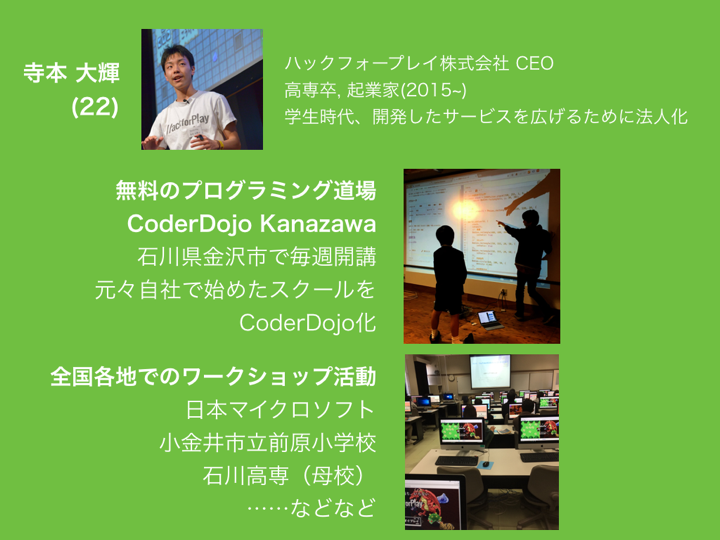 寺本 大輝
(22)
//ackforPlay
ハックフォープレイ株式会社 CEO
高専卒, 起業家(2015~)
学生時代、開発したサービスを広げるために法人化
無料のプログラミング道場
CoderDojo Kanazawa
石川県金沢市で毎週開講
元々自社で始めたスクールを
CoderDojo化
全国各地でのワークショップ活動
日本マイクロソフト
小金井市立前原小学校
石川高専（母校）
……などなど